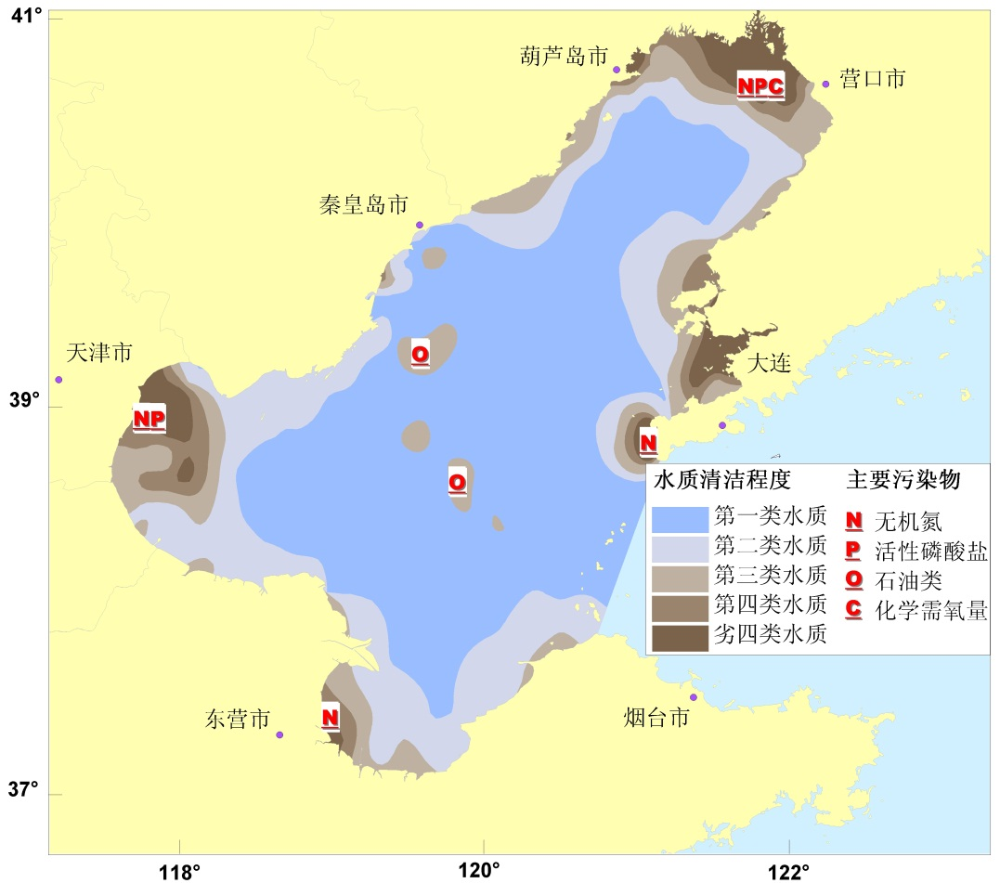 41°
葫芦岛市
营口市
NPC
秦皇岛市
天津市
O
大连
39°
NP
N
O
水质清洁程度
主要污染物
第一类水质
N 无机氮
第二类水质
P 活性磷酸盐
第三类水质
O 石油类
第四类水质
C 化学需氧量
劣四类水质
东营市
N
烟台市
37°
118°
120°
122°